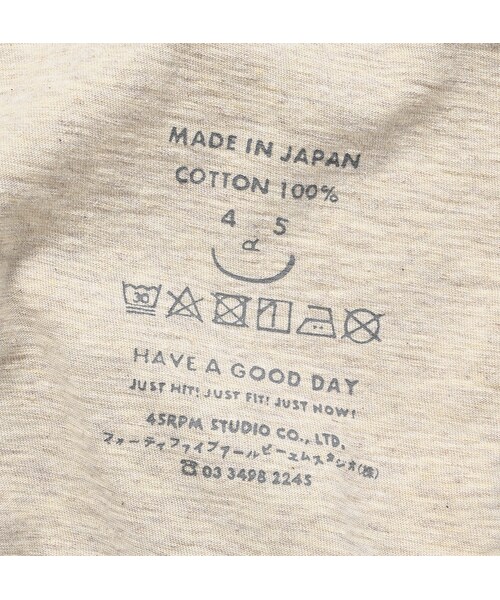 MADE IN JAPAN
COTTON 100%
4 5
R
30
HAVE A GOOD DAY
JUST HIT! JUST FIT! JUST NOW!
45RPM STUDIO CO., LTD.
フォーティファイブアールピーエムスタジオ(株)
☎03 3498 2245